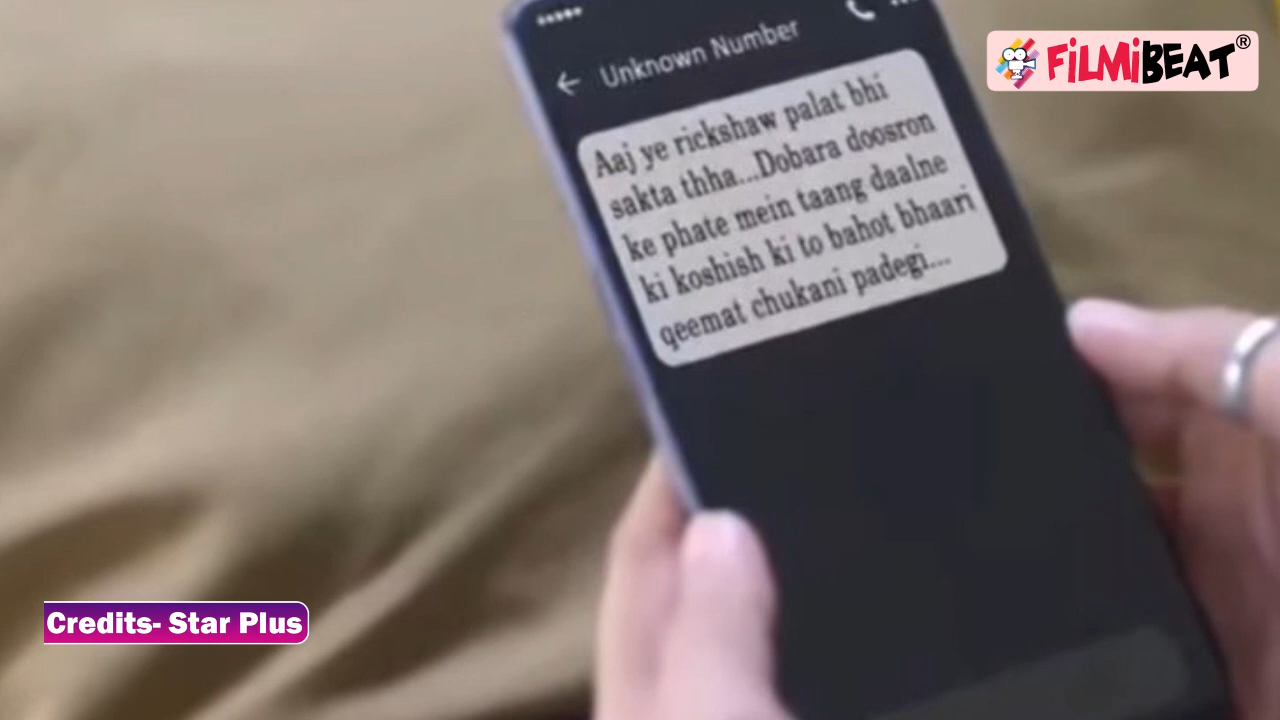 Unknown Number
Aaj ye rickshaw palat bhi
sakta thha...Dobara doosron
ke phate mein taang daalne
ki koshish ki to bahot bhaari
qeemat chukani padegi...
FiLMiBEAT®
Credits- Star Plus